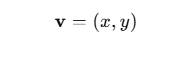 v = (x, y)